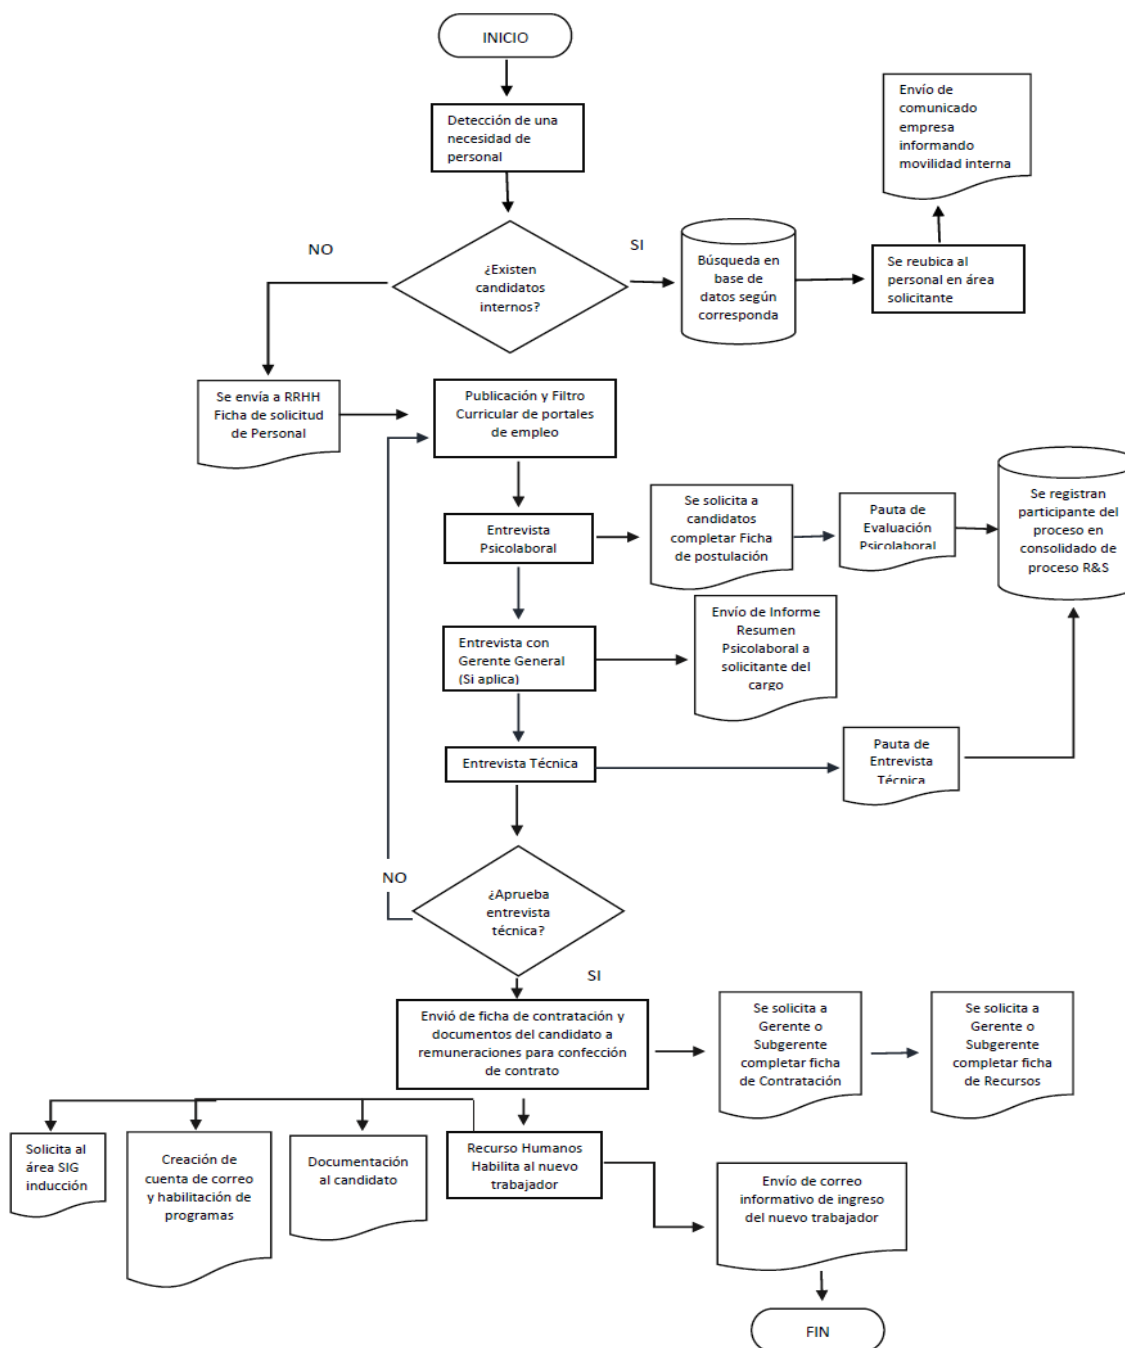 INICIO
Detección de una
necesidad de
personal
Envío de
comunicado
empresa
informando
movilidad interna
NO
SI
¿Existen
candidatos
internos?
Búsqueda en
base de
datos según
corresponda
Se reubica al
personal en área
solicitante
Se envía a RRHH
Ficha de solicitud
de Personal
Publicación y Filtro
Curricular de portales
de empleo
Entrevista
Psicolaboral
Se solicita a
candidatos
completar Ficha
de postulación
Pauta de
Evaluación
Psicolaboral
Se registran
participante del
proceso en
consolidado de
proceso R&S
Entrevista con
Gerente General
(Si aplica)
Envío de Informe
Resumen
Psicolaboral a
solicitante del
cargo
Entrevista Técnica
Pauta de
Entrevista
Técnica
NO
¿Aprueba
entrevista
técnica?
SI
Envió de ficha de contratación y
documentos del candidato a
remuneraciones para confección
de contrato
Se solicita a
Gerente o
Subgerente
completar ficha
de Contratación
Se solicita a
Gerente o
Subgerente
completar ficha
de Recursos
Solicita al
área SIG
inducción
Creación de
cuenta de correo
y habilitación de
programas
Documentación
al candidato
Recurso Humanos
Habilita al nuevo
trabajador
Envío de correo
informativo de ingreso
del nuevo trabajador
FIN